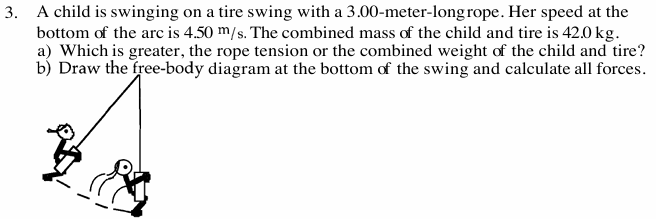 3. A child is swinging on a tire swing with a 3.00-meter-long rope. Her speed at the
bottom of the arc is 4.50 m/s. The combined mass of the child and tire is 42.0 kg.
a) Which is greater, the rope tension or the combined weight of the child and tire?
b) Draw the free-body diagram at the bottom of the swing and calculate all forces.